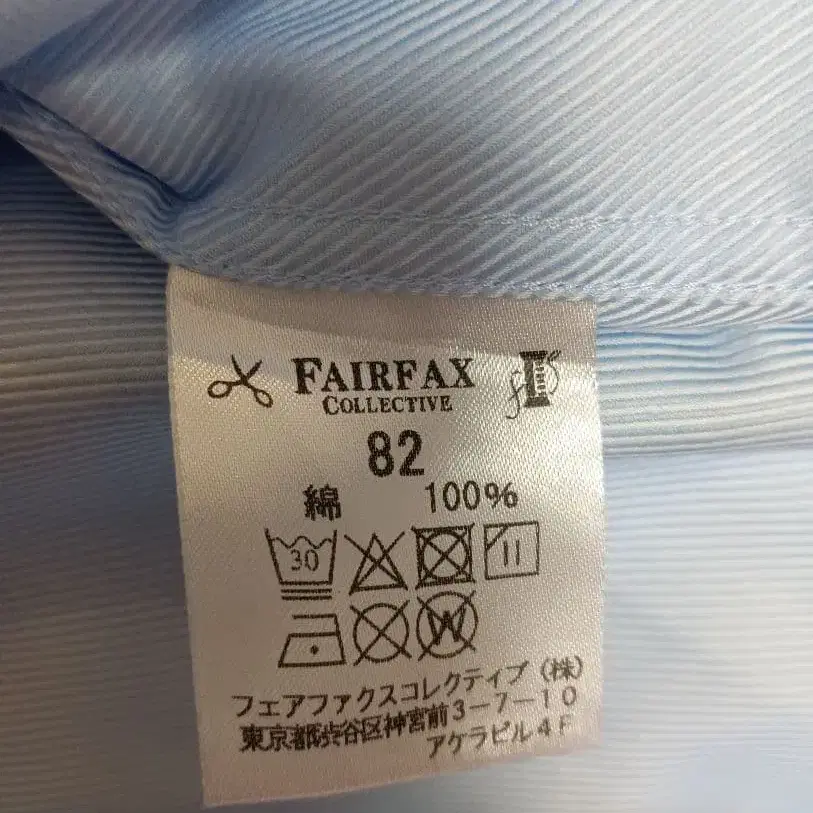 FAIRFAX
COLLECTIVE
82
綿 100%
30
W
フェアファクスコレクティブ(株)
東京都渋谷区神宮前3-7-10
アケラビル4F